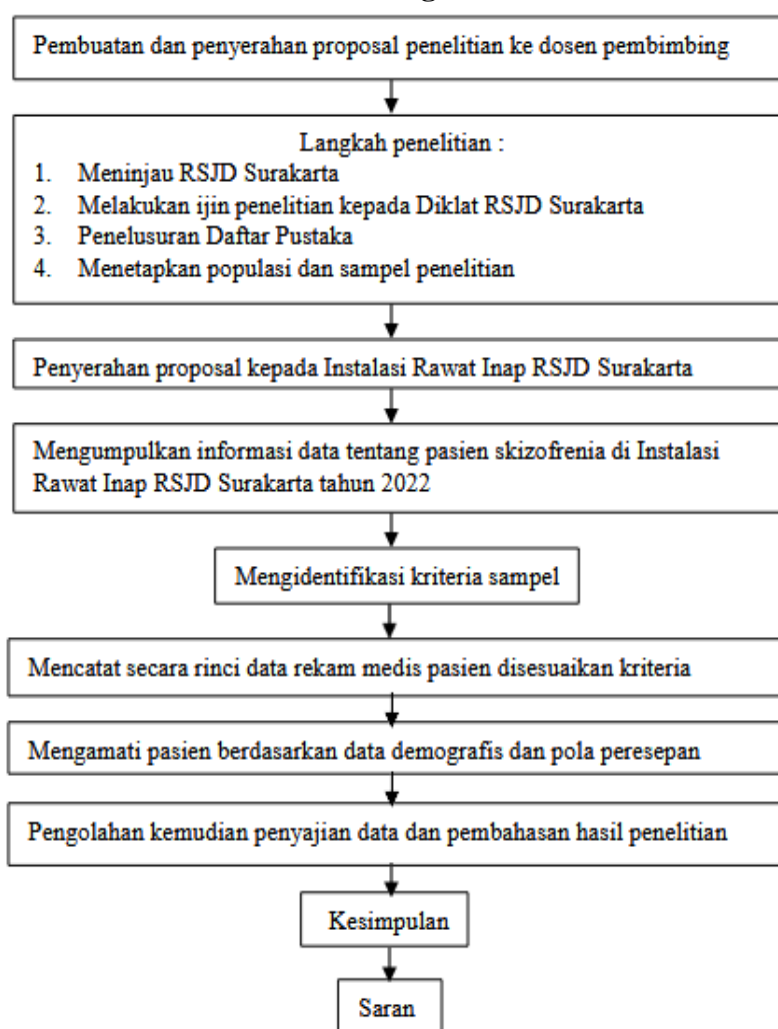 Pembuatan dan penyerahan proposal penelitian ke dosen pembimbing
Langkah penelitian :
1. Meninjau RSJD Surakarta
2. Melakukan ijin penelitian kepada Diklat RSJD Surakarta
3. Penelusuran Daftar Pustaka
4. Menetapkan populasi dan sampel penelitian
Penyerahan proposal kepada Instalasi Rawat Inap RSJD Surakarta
Mengumpulkan informasi data tentang pasien skizofrenia di Instalasi
Rawat Inap RSJD Surakarta tahun 2022
Mengidentifikasi kriteria sampel
Mencatat secara rinci data rekam medis pasien disesuaikan kriteria
Mengamati pasien berdasarkan data demografis dan pola peresepan
Pengolahan kemudian penyajian data dan pembahasan hasil penelitian
Kesimpulan
Saran